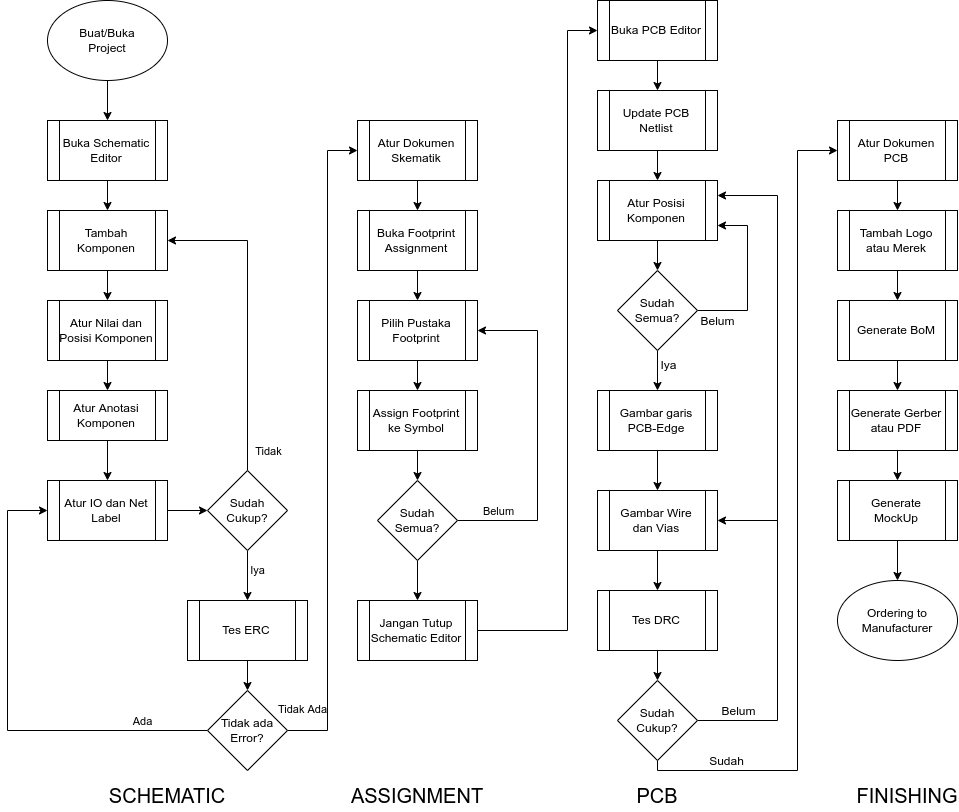 Buat/Buka
Project
Buka Schematic
Editor
Tambah
Komponen
Atur Nilai dan
Posisi Komponen
Atur Anotasi
Komponen
Atur IO dan Net
Label
Sudah
Cukup?
Tidak
Iya
Tes ERC
Tidak ada
Error?
Ada
Tidak Ada
SCHEMATIC
Atur Dokumen
Skematik
Buka Footprint
Assignment
Pilih Pustaka
Footprint
Assign Footprint
ke Symbol
Sudah
Semua?
Belum
Jangan Tutup
Schematic Editor
ASSIGNMENT
Buka PCB Editor
Update PCB
Netlist
Atur Posisi
Komponen
Sudah
Semua?
Belum
Iya
Gambar garis
PCB-Edge
Gambar Wire
dan Vias
Tes DRC
Sudah
Cukup?
Belum
Sudah
PCB
Atur Dokumen
PCB
Tambah Logo
atau Merek
Generate BoM
Generate Gerber
atau PDF
Generate
MockUp
Ordering to
Manufacturer
FINISHING